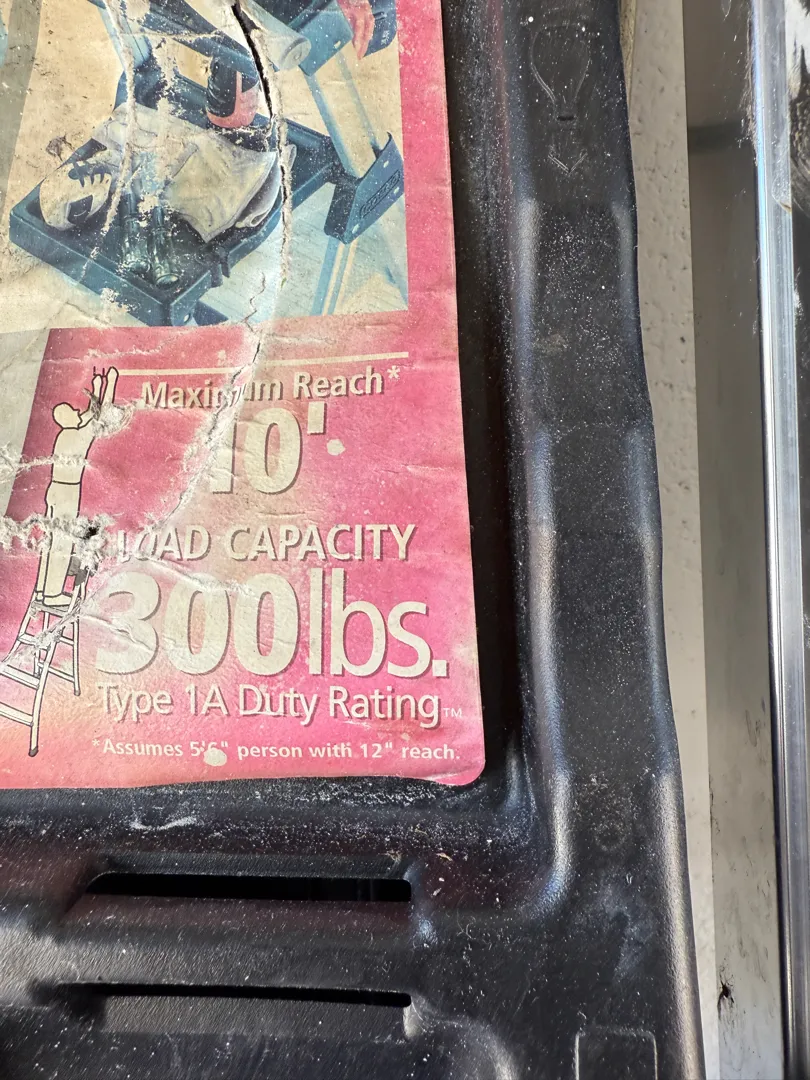 Maximum Reach*
10'
LOAD CAPACITY
300lbs.
Type 1A Duty Rating™
*Assumes 5'6" person with 12" reach.